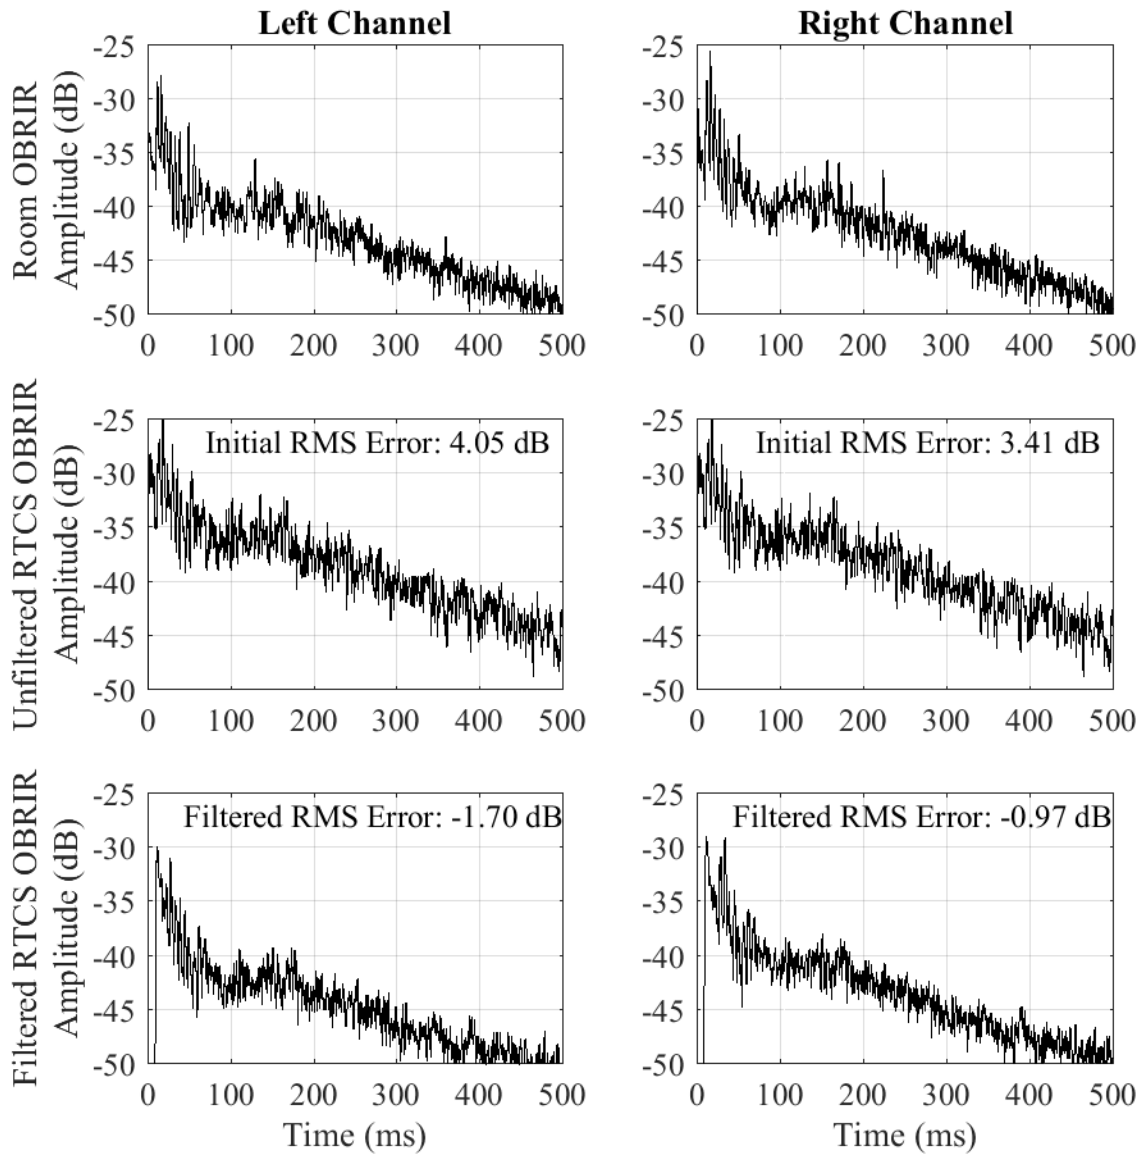 Left Channel
Right Channel
Room OBRIR
Amplitude (dB)
-25
-30
-35
-40
-45
-50
0 100 200 300 400 500
-25
-30
-35
-40
-45
-50
0 100 200 300 400 500
Unfiltered RTCS OBRIR
Amplitude (dB)
-25
-30
-35
-40
-45
-50
Initial RMS Error: 4.05 dB
0 100 200 300 400 500
-25
-30
-35
-40
-45
-50
Initial RMS Error: 3.41 dB
0 100 200 300 400 500
Filtered RTCS OBRIR
Amplitude (dB)
-25
-30
-35
-40
-45
-50
Filtered RMS Error: -1.70 dB
0 100 200 300 400 500
Time (ms)
-25
-30
-35
-40
-45
-50
Filtered RMS Error: -0.97 dB
0 100 200 300 400 500
Time (ms)